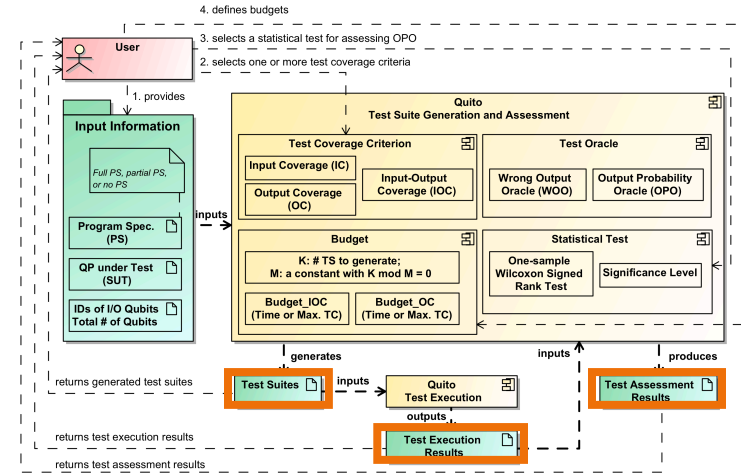 4. defines budgets
3. selects a statistical test for assessing OPO
User
2. selects one or more test coverage criteria
1. provides
Input Information
Full PS, partial PS,
or no PS
Program Spec.
(PS)
QP under Test
(SUT)
IDs of I/O Qubits
Total # of Qubits
inputs
Quito
Test Suite Generation and Assessment
Test Coverage Criterion
Input Coverage (IC)
Output Coverage
(OC)
Input-Output
Coverage (IOC)
Test Oracle
Wrong Output
Oracle (WOO)
Output Probability
Oracle (OPO)
Budget
K: # TS to generate;
M: a constant with K mod M = 0
Budget_IOC
(Time or Max. TC)
Budget_OC
(Time or Max. TC)
Statistical Test
One-sample
Wilcoxon Signed
Rank Test
Significance Level
generates
inputs
produces
returns generated test suites
Test Suites
inputs
Quito
Test Execution
Test Assessment
Results
outputs
returns test execution results
Test Execution
Results
returns test assessment results